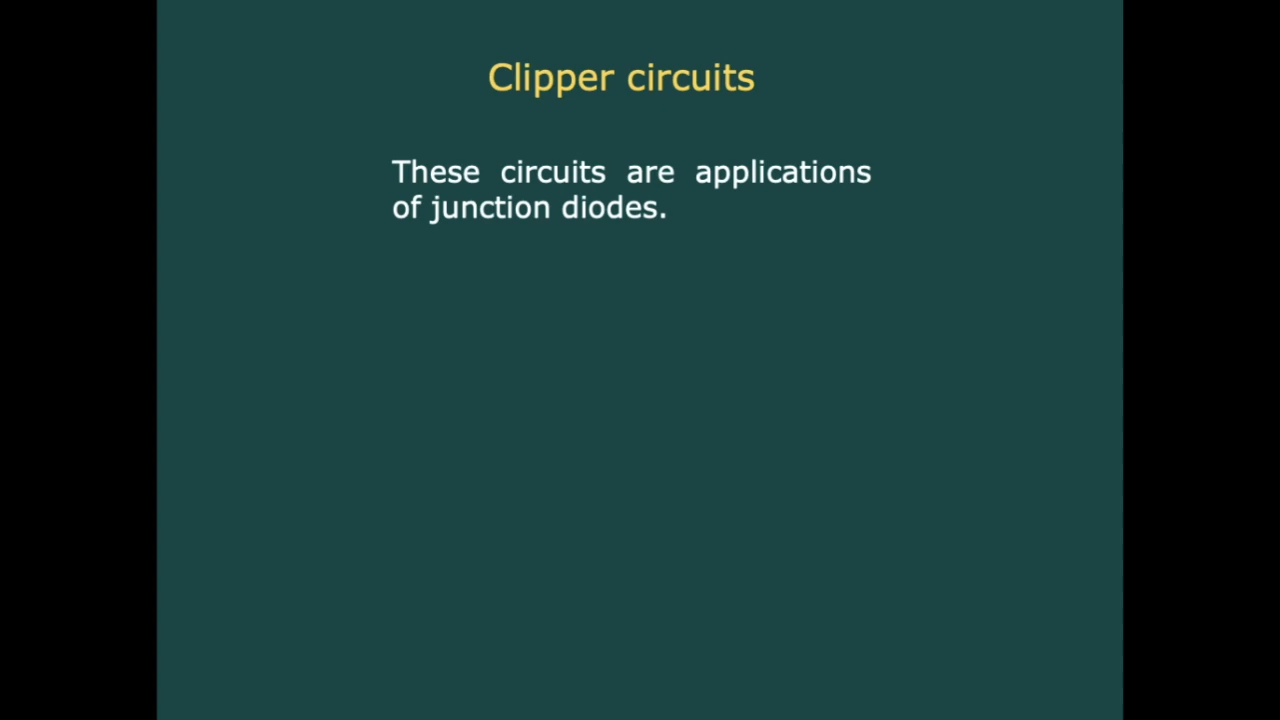 Clipper circuits
These circuits are applications
of junction diodes.